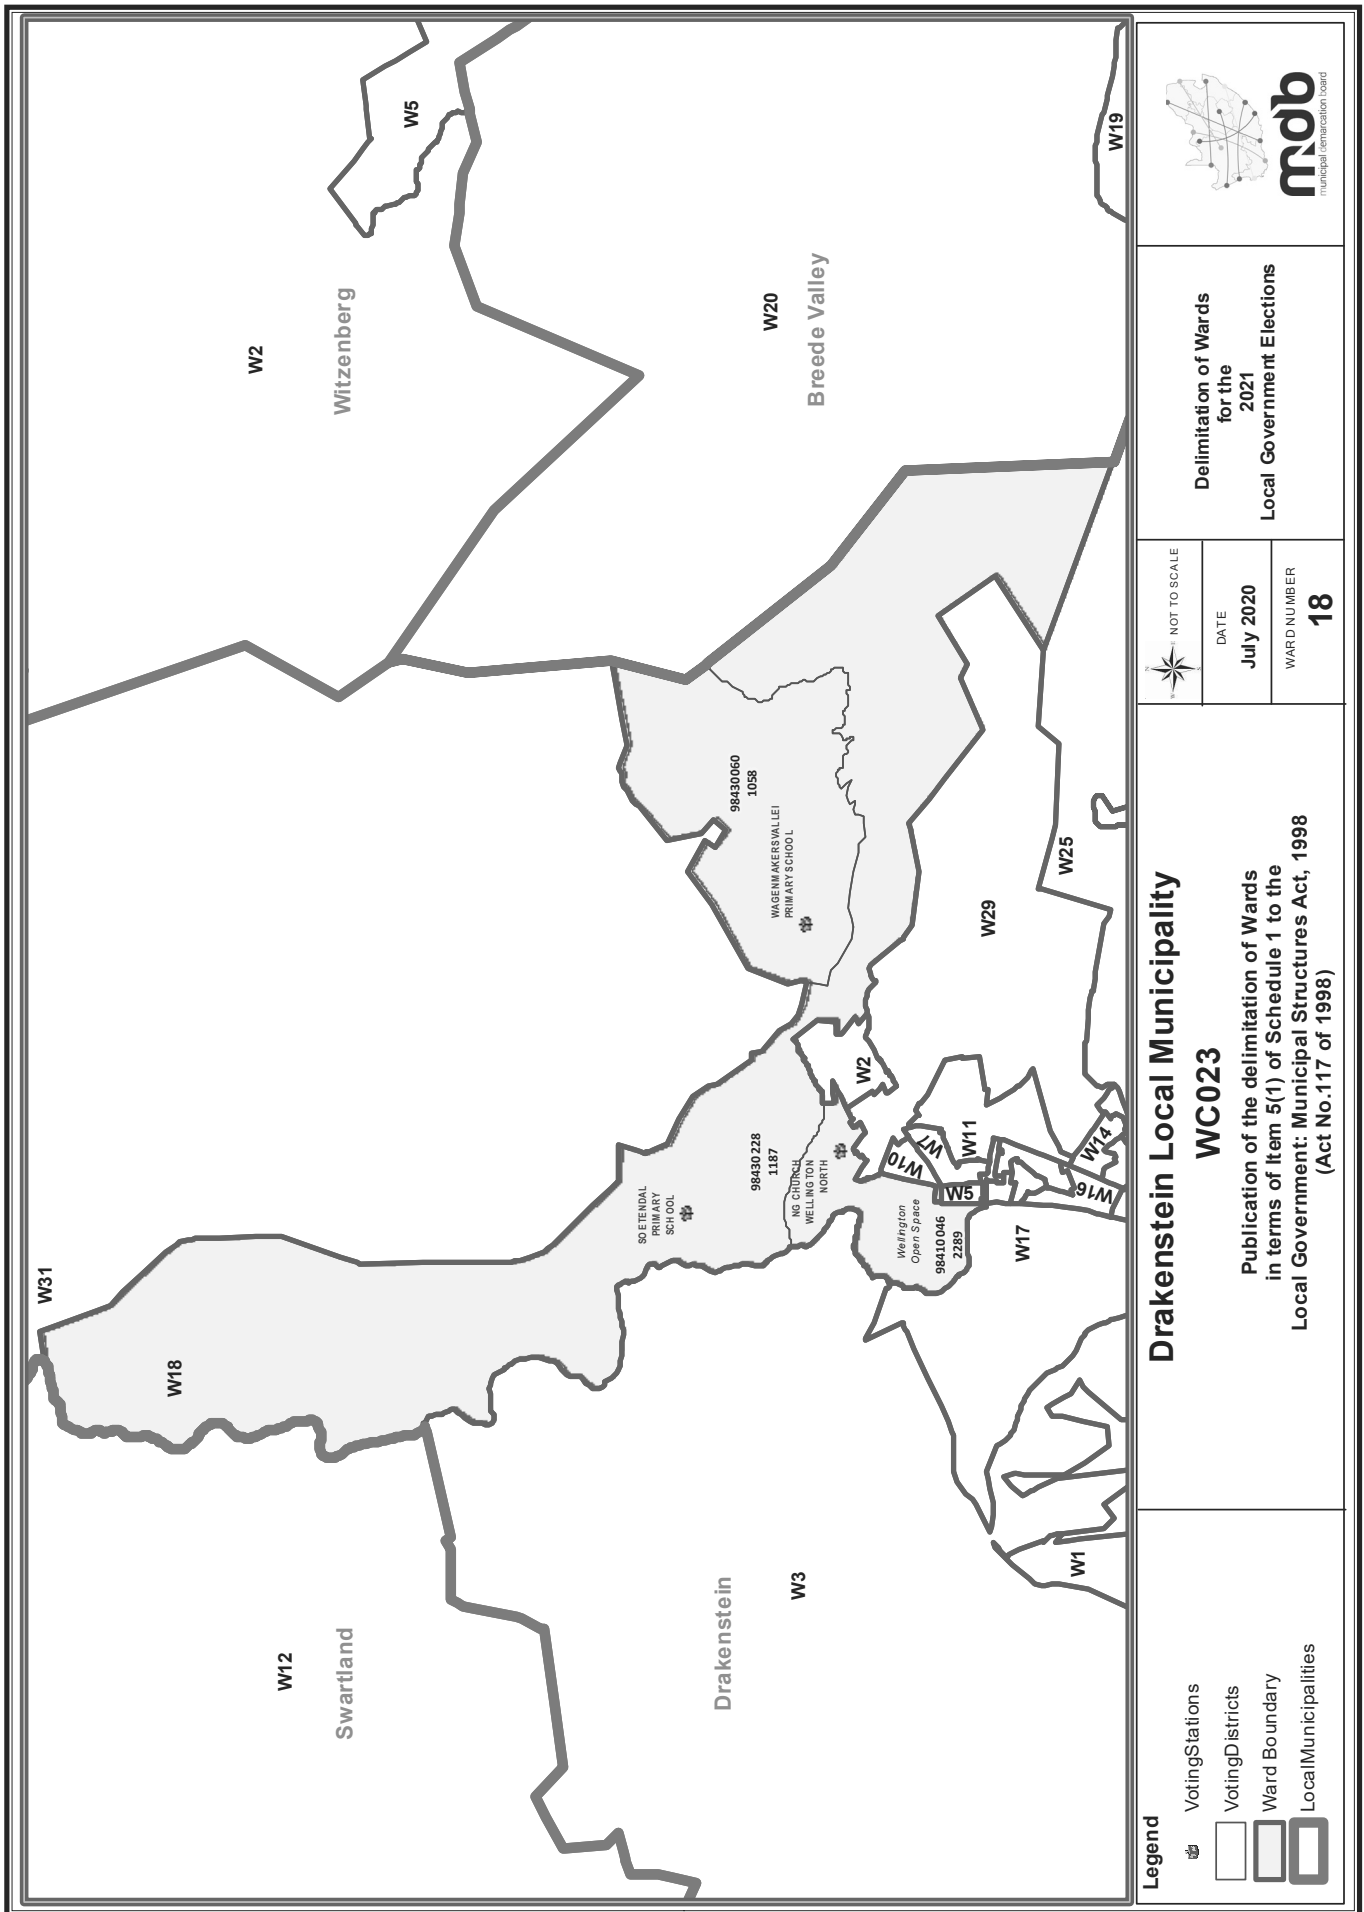 W31
W18
W12
Swartland
W2
Witzenberg
W5
W20
Breede Valley
W19
SOETENDAL
PRIMARY
SCHOOL
98430228
1187
NG CHURCH
WELLINGTON
NORTH
98430060
1058
WAGENMAKERSVALLEI
PRIMARY SCHOOL
Drakenstein
W3
Wellington
Open Space
98410046
2289
W2
W10
W7
W11
W5
W29
W25
W17
W16
W14
W1
Legend
VotingStations
VotingDistricts
Ward Boundary
LocalMunicipalities
Drakenstein Local Municipality
WC023
Publication of the delimitation of Wards
in terms of Item 5(1) of Schedule 1 to the
Local Government: Municipal Structures Act, 1998
(Act No.117 of 1998)
N
W
E
S
NOT TO SCALE
DATE
July 2020
WARD NUMBER
18
Delimitation of Wards
for the
2021
Local Government Elections
mdb
municipal demarcation board